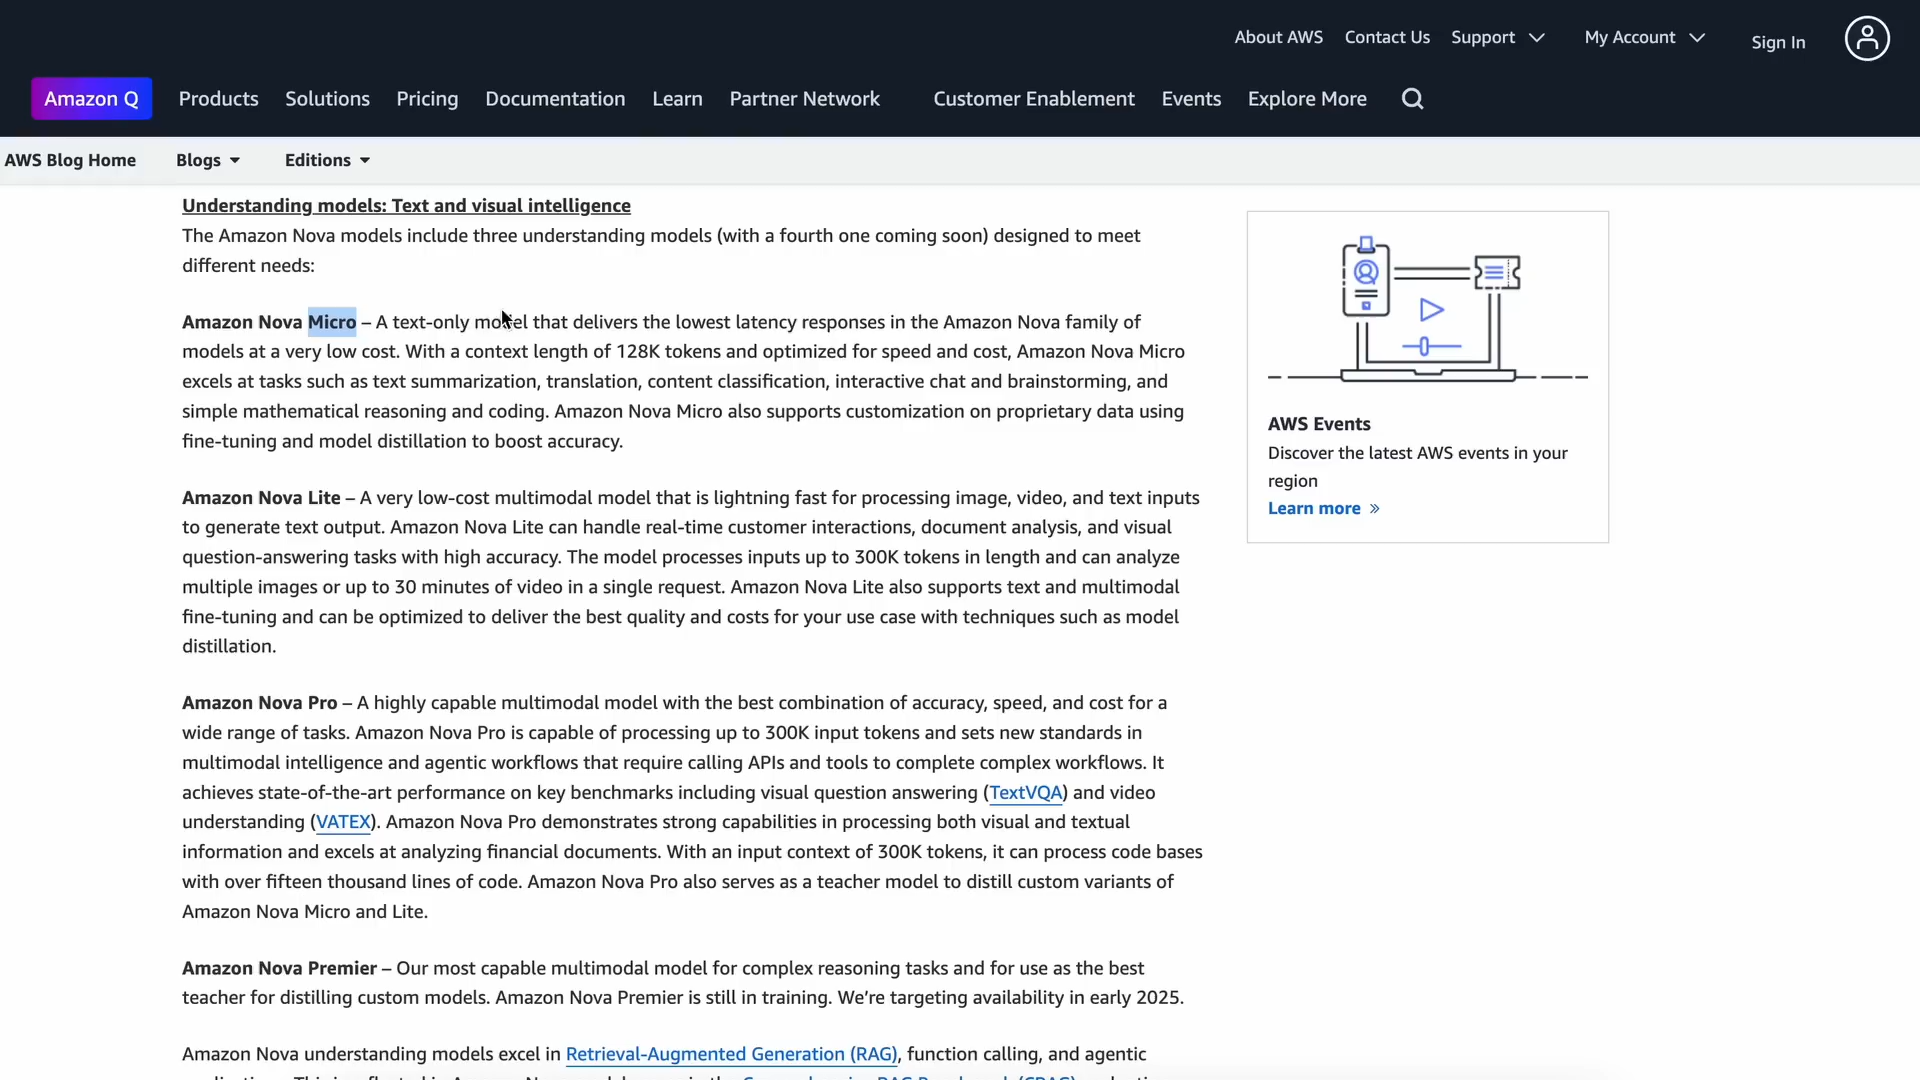 About AWS Contact Us Support My Account Sign In
Amazon Q Products Solutions Pricing Documentation Learn Partner Network Customer Enablement Events Explore More
AWS Blog Home Blogs Editions
Understanding models: Text and visual intelligence
The Amazon Nova models include three understanding models (with a fourth one coming soon) designed to meet
different needs:
Amazon Nova Micro – A text-only model that delivers the lowest latency responses in the Amazon Nova family of
models at a very low cost. With a context length of 128K tokens and optimized for speed and cost, Amazon Nova Micro
excels at tasks such as text summarization, translation, content classification, interactive chat and brainstorming, and
simple mathematical reasoning and coding. Amazon Nova Micro also supports customization on proprietary data using
fine-tuning and model distillation to boost accuracy.
Amazon Nova Lite – A very low-cost multimodal model that is lightning fast for processing image, video, and text inputs
to generate text output. Amazon Nova Lite can handle real-time customer interactions, document analysis, and visual
question-answering tasks with high accuracy. The model processes inputs up to 300K tokens in length and can analyze
multiple images or up to 30 minutes of video in a single request. Amazon Nova Lite also supports text and multimodal
fine-tuning and can be optimized to deliver the best quality and costs for your use case with techniques such as model
distillation.
Amazon Nova Pro – A highly capable multimodal model with the best combination of accuracy, speed, and cost for a
wide range of tasks. Amazon Nova Pro is capable of processing up to 300K input tokens and sets new standards in
multimodal intelligence and agentic workflows that require calling APIs and tools to complete complex workflows. It
achieves state-of-the-art performance on key benchmarks including visual question answering (TextVQA) and video
understanding (VATEX). Amazon Nova Pro demonstrates strong capabilities in processing both visual and textual
information and excels at analyzing financial documents. With an input context of 300K tokens, it can process code bases
with over fifteen thousand lines of code. Amazon Nova Pro also serves as a teacher model to distill custom variants of
Amazon Nova Micro and Lite.
Amazon Nova Premier – Our most capable multimodal model for complex reasoning tasks and for use as the best
teacher for distilling custom models. Amazon Nova Premier is still in training. We’re targeting availability in early 2025.
Amazon Nova understanding models excel in Retrieval-Augmented Generation (RAG), function calling, and agentic
AWS Events
Discover the latest AWS events in your
region
Learn more »